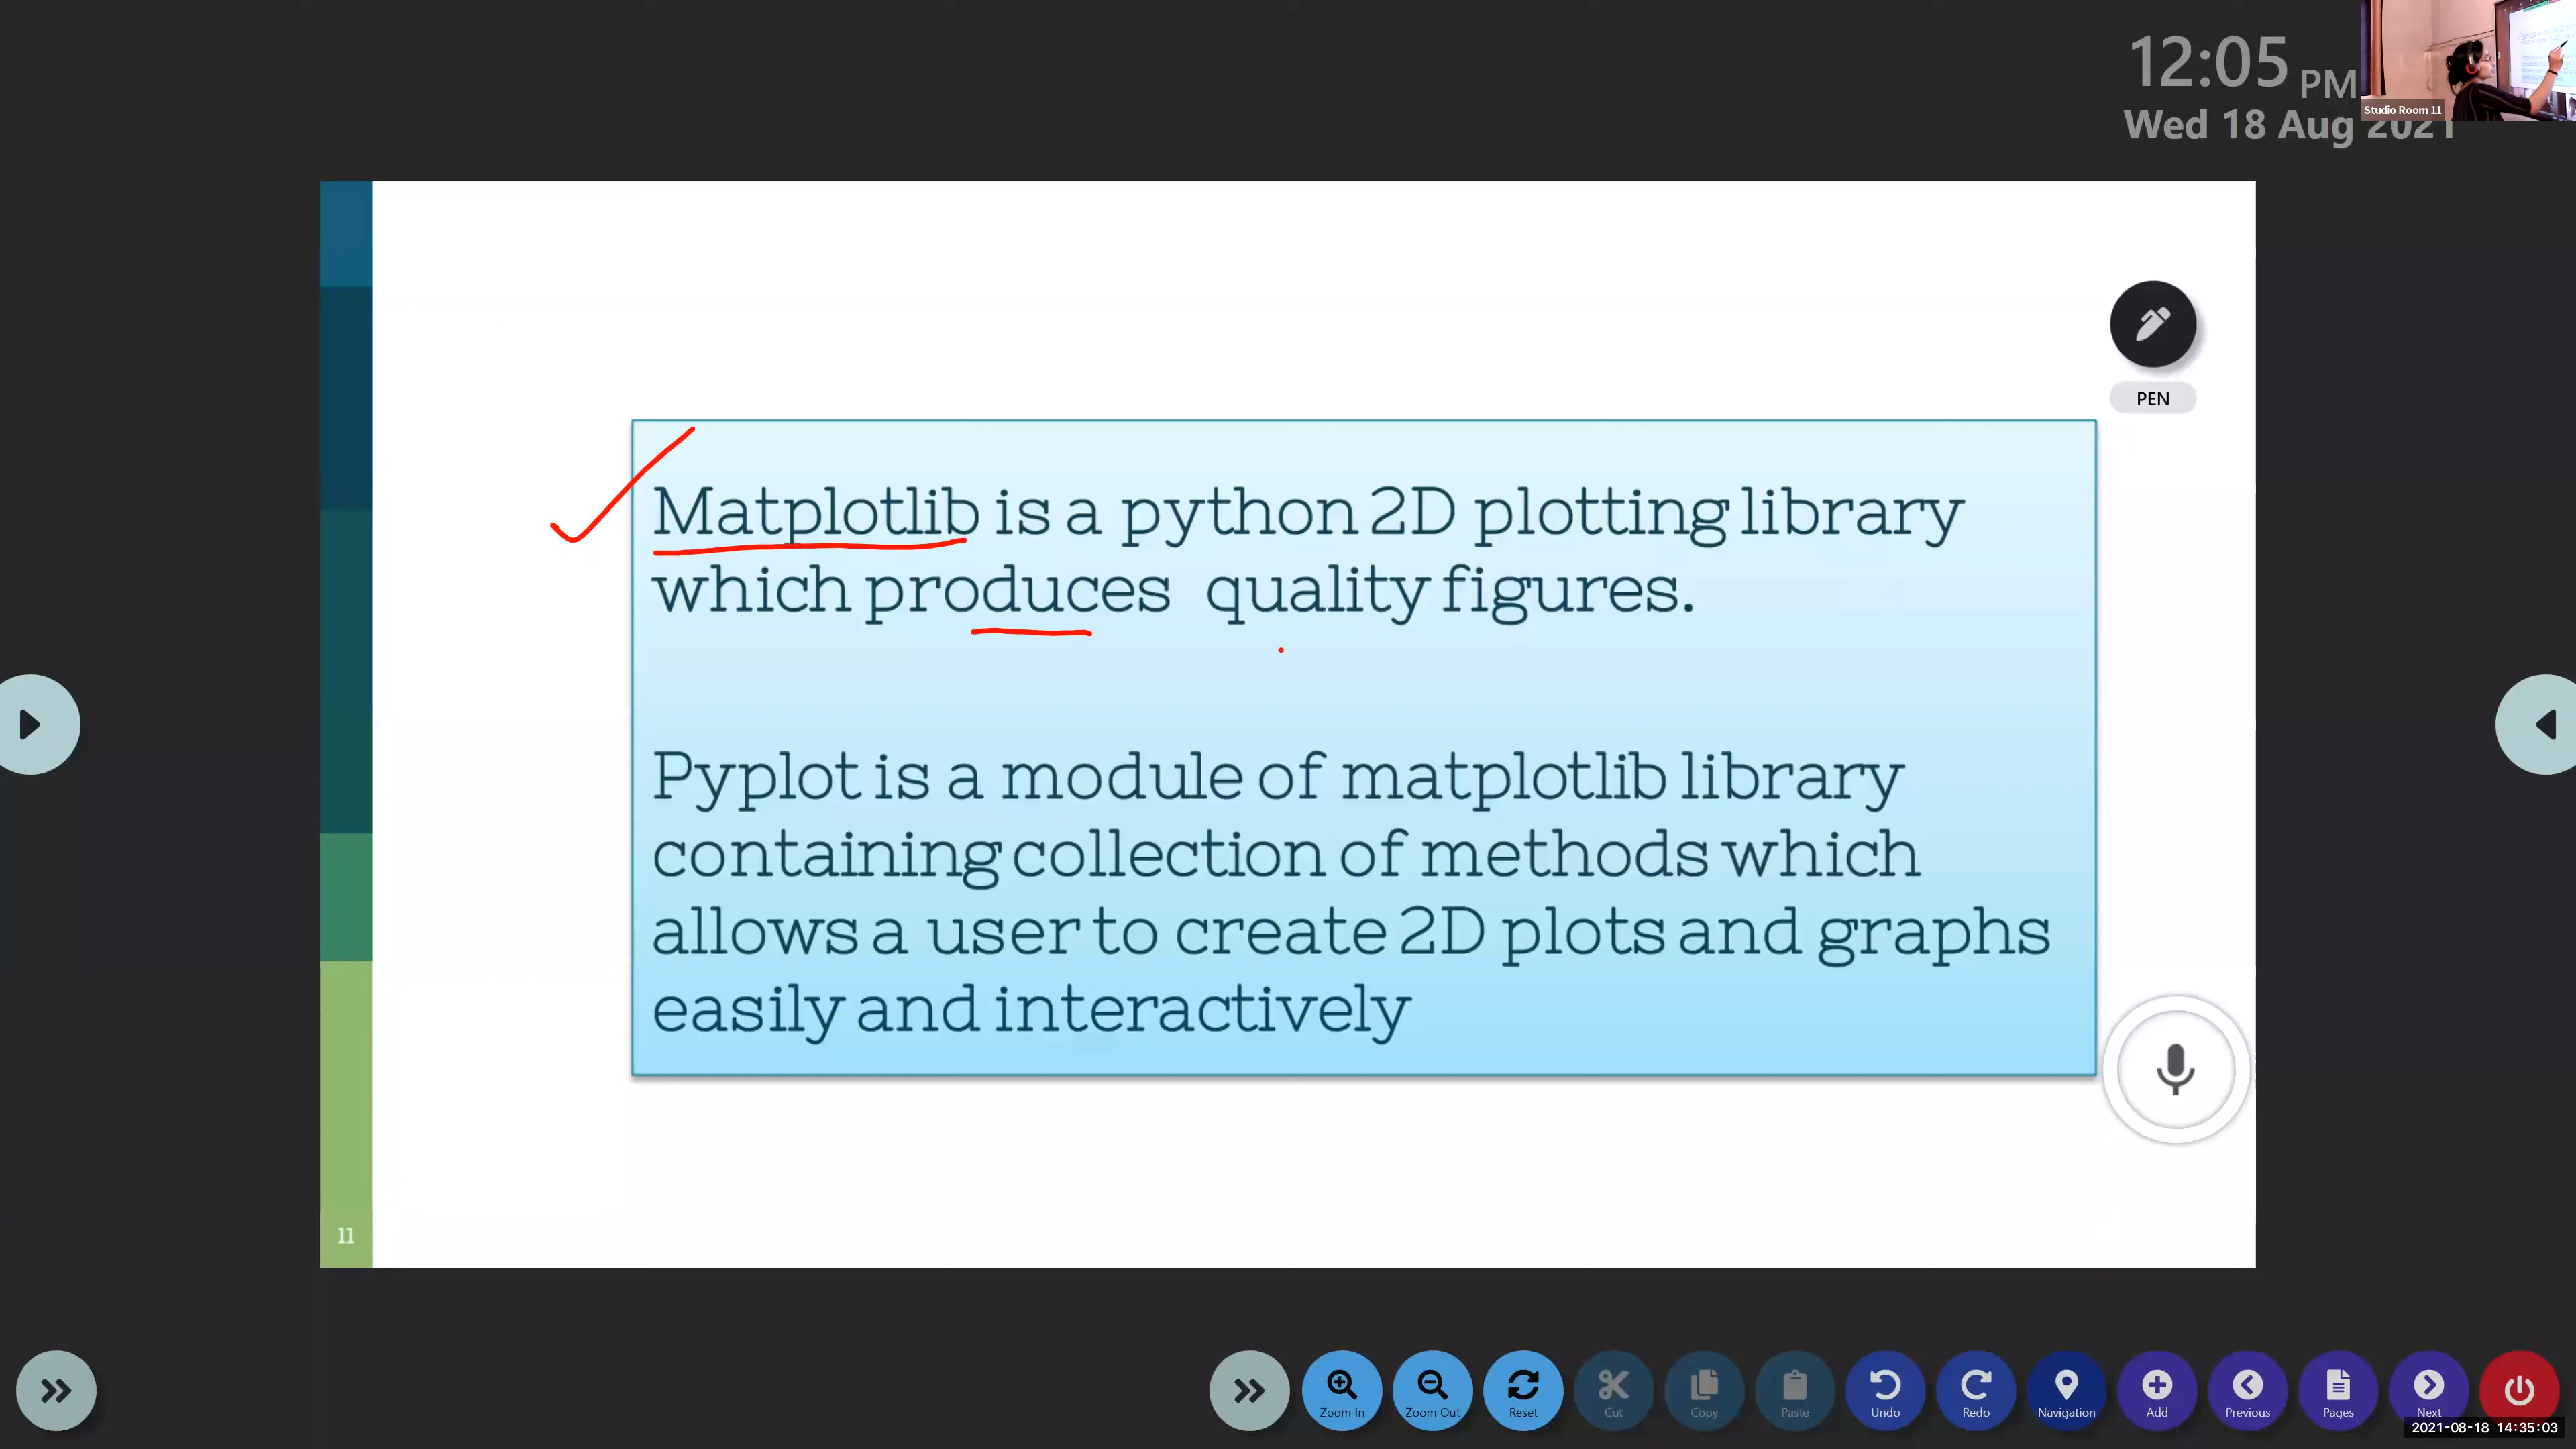 12:05 PM
Wed 18 Aug 2021
Studio Room 11
PEN
Matplotlib is a python 2D plotting library
which produces quality figures.
Pyplot is a module of matplotlib library
containing collection of methods which
allows a user to create 2D plots and graphs
easily and interactively
11
Zoom In
Zoom Out
Reset
Cut
Copy
Paste
Undo
Redo
Navigation
Add
Previous
Pages
Next
2021-08-18 14:35:03